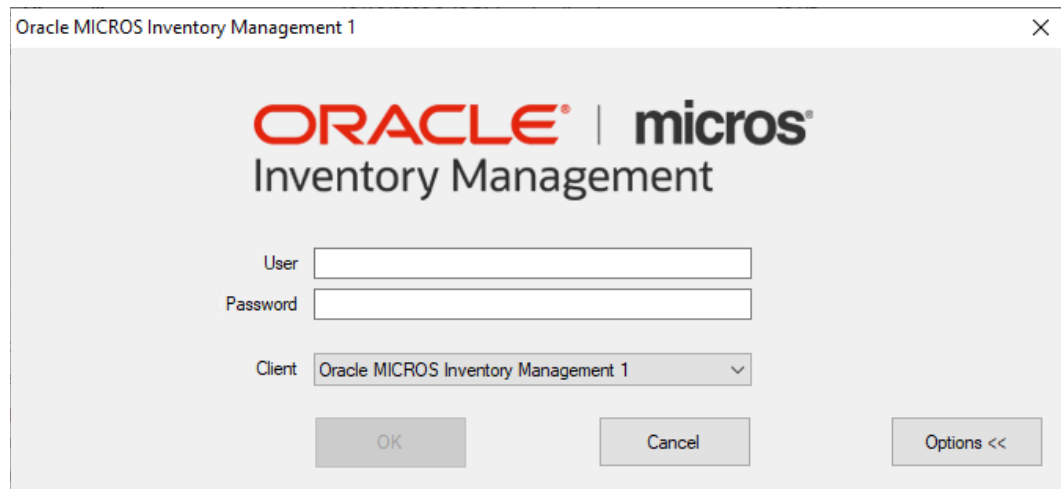 Oracle MICROS Inventory Management 1
ORACLE® | micros®
Inventory Management
User
Password
Client Oracle MICROS Inventory Management 1
OK Cancel Options <<